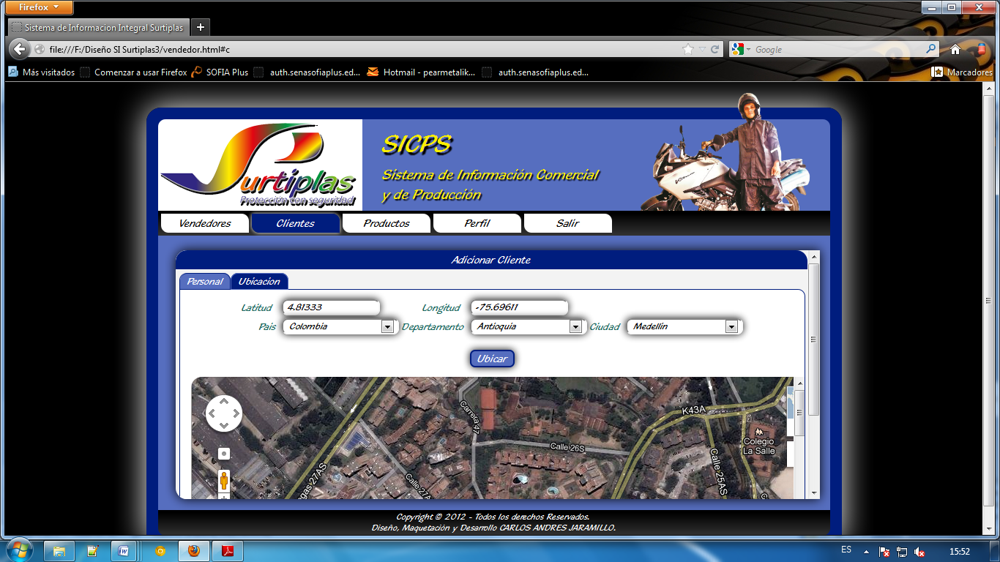 Firefox
Sistema de Informacion Integral Surtiplas
file:///F:/Diseño SI Surtiplas3/vendedor.html#c
Google
Más visitados Comenzar a usar Firefox SOFIA Plus auth.senasofiaplus.ed... Hotmail - pearmetalik... auth.senasofiaplus.ed...
Marcadores
Surtiplas
Protección con seguridad
SICPS
Sistema de Información Comercial
y de Producción
Vendedores Clientes Productos Perfil Salir
Adicionar Cliente
Personal Ubicacion
Latitud 4.81333 Longitud -75.69611
Pais Colombia Departamento Antioquia Ciudad Medellin
Ubicar
Carrera 47
K43A
Calle 26S
Colegio
La Salle
Calle 25AS
gas 27AS
Calle 27A
Copyright © 2012 - Todos los derechos Reservados.
Diseño, Maquetación y Desarrollo CARLOS ANDRES JARAMILLO.
ES
15:52